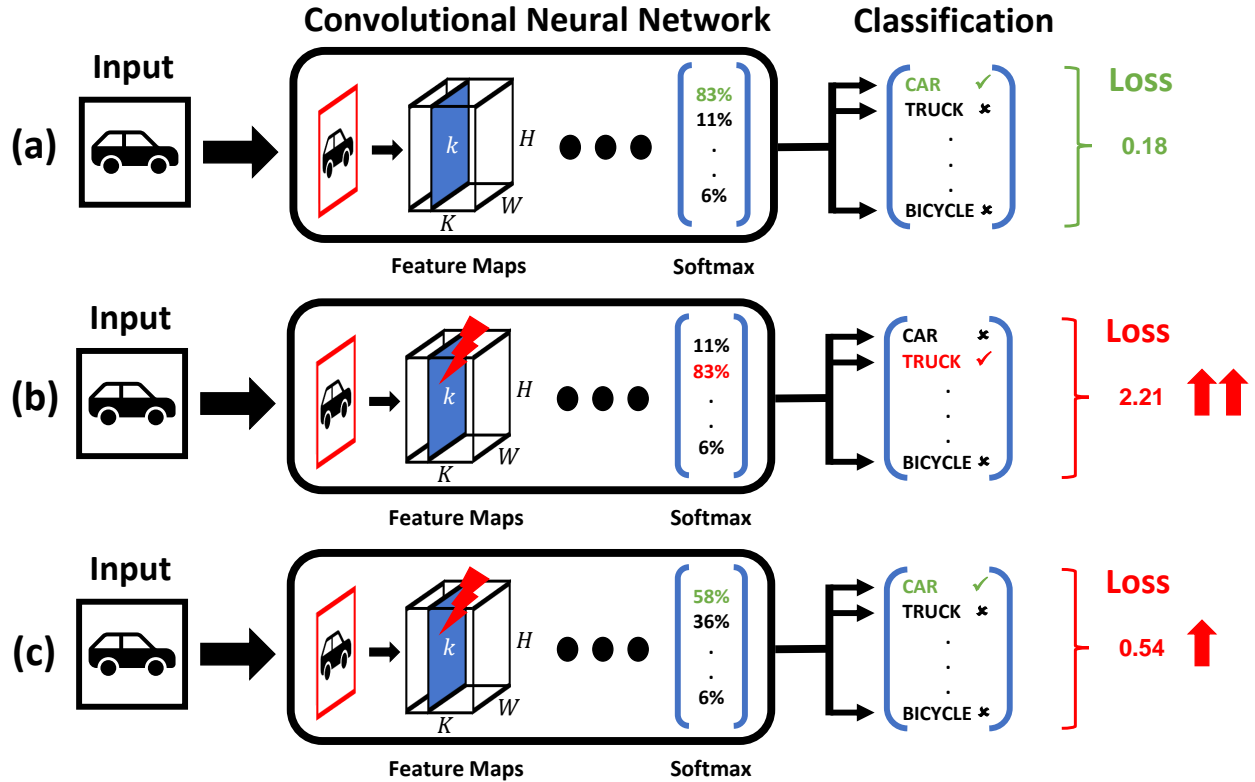 Convolutional Neural Network
Classification
Input
(a)
k
H
W
K
Feature Maps
83%
11%
.
.
6%
Softmax
CAR ✓
TRUCK ✖
.
.
.
BICYCLE ✖
Loss
0.18
Input
(b)
k
H
W
K
Feature Maps
11%
83%
.
.
6%
Softmax
CAR ✖
TRUCK ✓
.
.
.
BICYCLE ✖
Loss
2.21
Input
(c)
k
H
W
K
Feature Maps
58%
36%
.
.
6%
Softmax
CAR ✓
TRUCK ✖
.
.
.
BICYCLE ✖
Loss
0.54